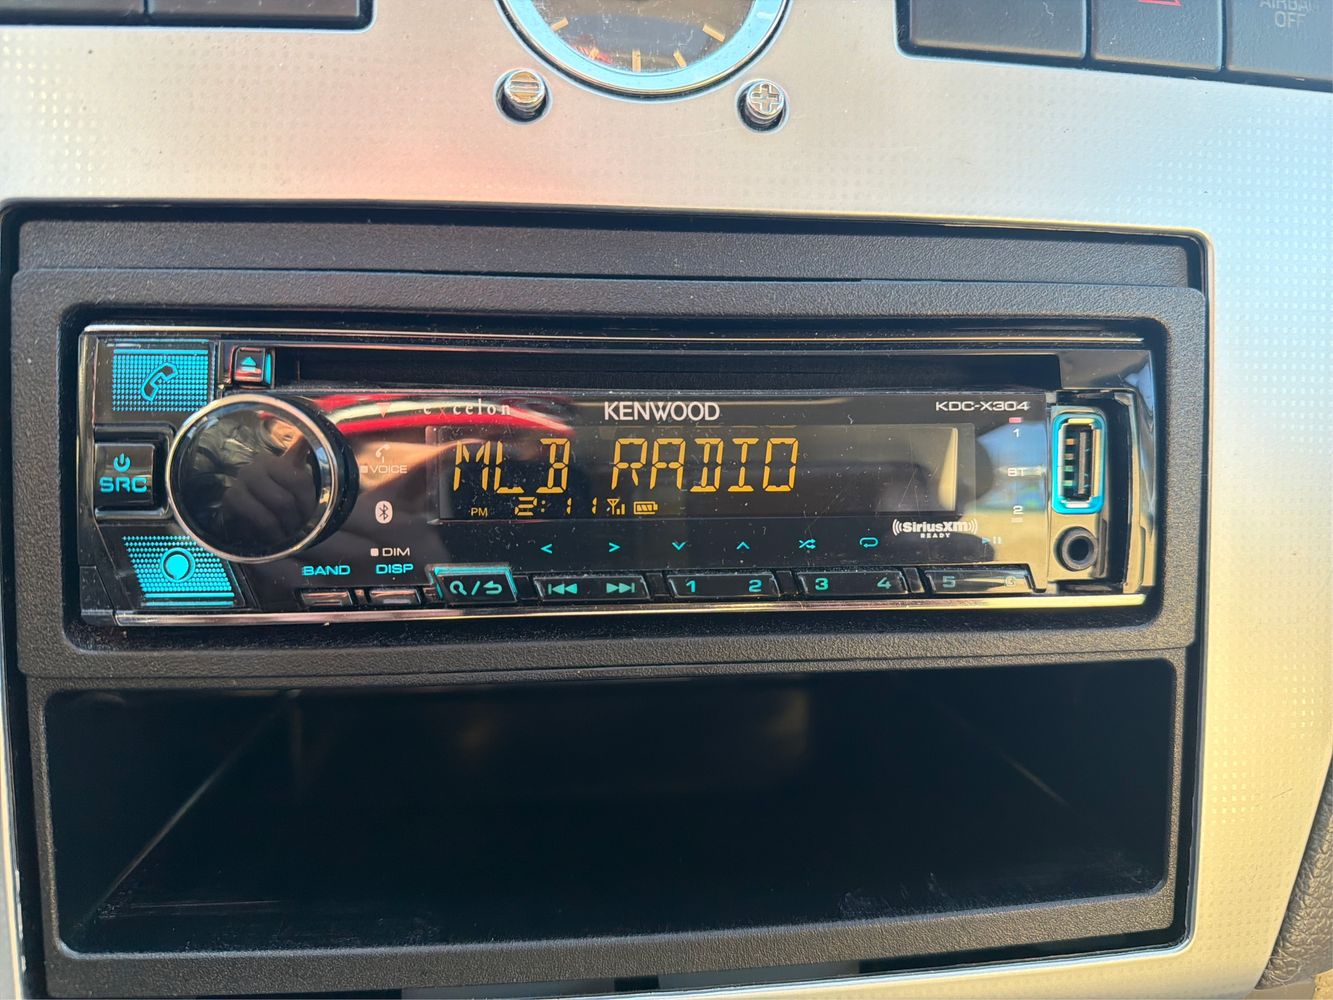 AIRBAG
OFF
excelon
KENWOOD
KDC-X304
VOICE
MLB RADIO
PM 2:11
SRC
1
BT
2
((SiriusXM))
READY
DIM
BAND DISP
< >
1 2 3 4 5 6